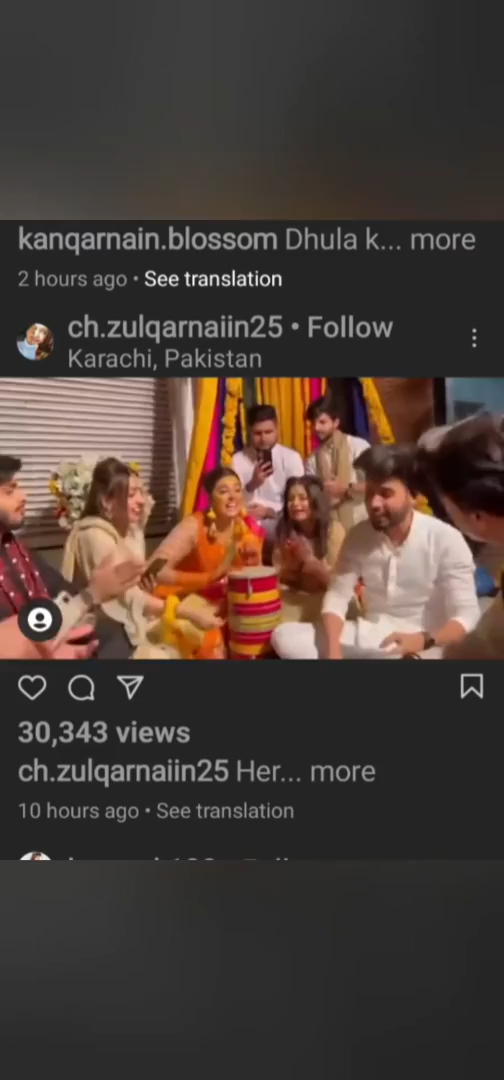 kanqarnain.blossom Dhula k... more
2 hours ago • See translation
ch.zulqarnaiin25 • Follow
Karachi, Pakistan
30,343 views
ch.zulqarnaiin25 Her... more
10 hours ago • See translation